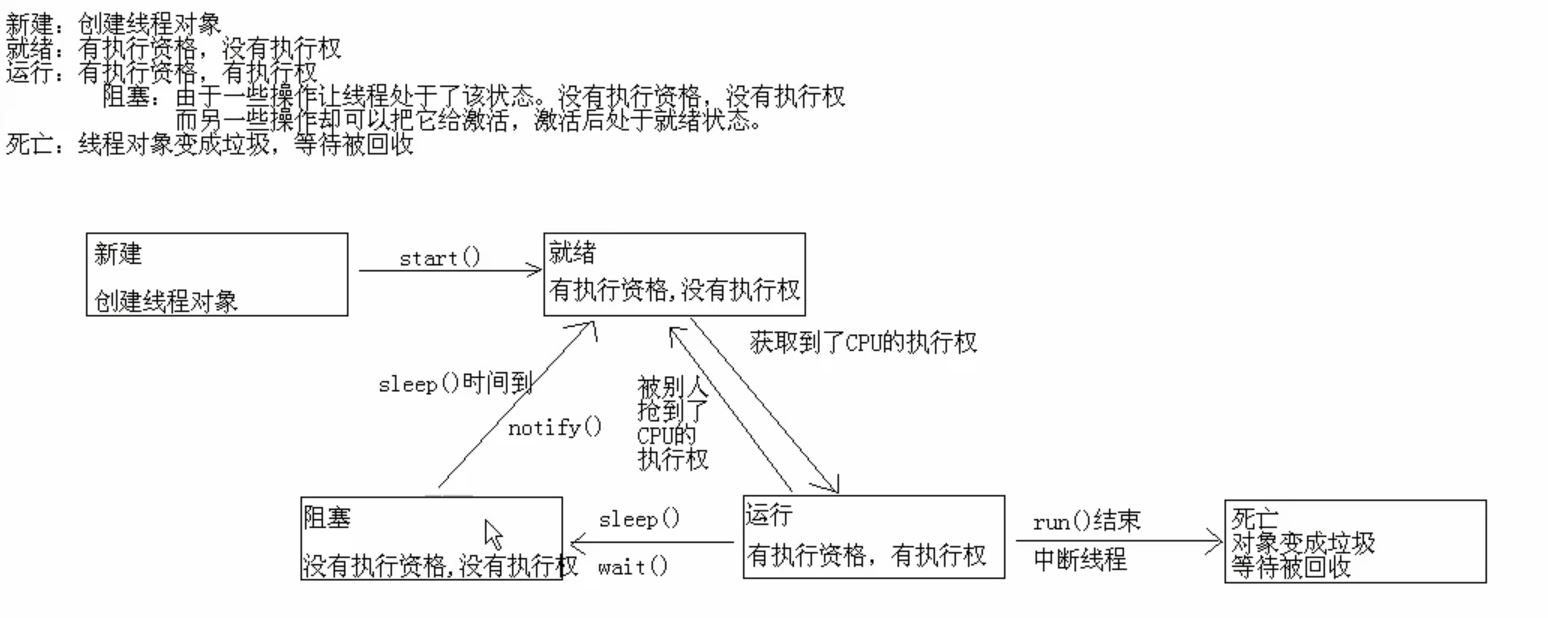 新建：创建线程对象
就绪：有执行资格，没有执行权
运行：有执行资格，有执行权
阻塞：由于一些操作让线程处于了该状态。没有执行资格，没有执行权
而另一些操作却可以把它给激活，激活后处于就绪状态。
死亡：线程对象变成垃圾，等待被回收
新建
创建线程对象
start()
就绪
有执行资格,没有执行权
获取到了CPU的执行权
sleep()时间到
notify()
被别人
抢到了
CPU的
执行权
阻塞
没有执行资格,没有执行权
sleep()
wait()
运行
有执行资格，有执行权
run()结束
中断线程
死亡
对象变成垃圾
等待被回收